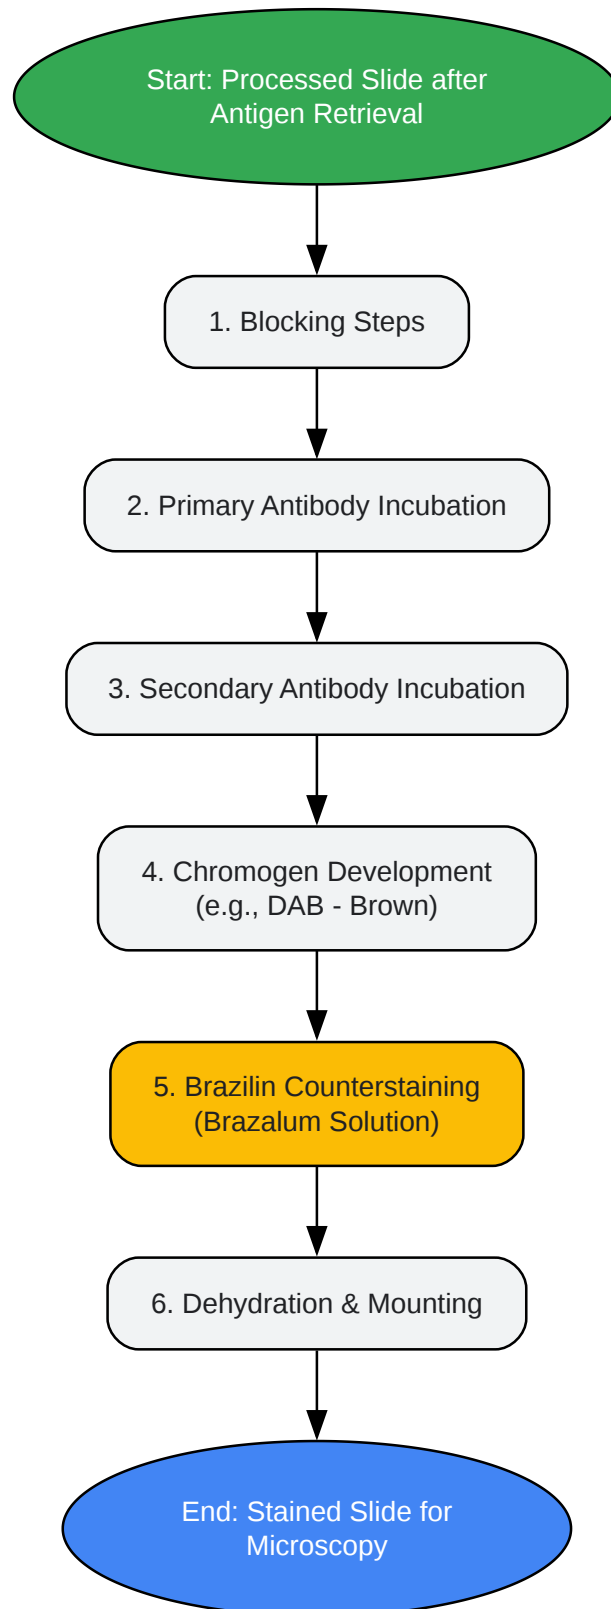 Start: Processed Slide after
Antigen Retrieval
1. Blocking Steps
2. Primary Antibody Incubation
3. Secondary Antibody Incubation
4. Chromogen Development
(e.g., DAB - Brown)
5. Brazilin Counterstaining
(Brazalum Solution)
6. Dehydration & Mounting
End: Stained Slide for
Microscopy